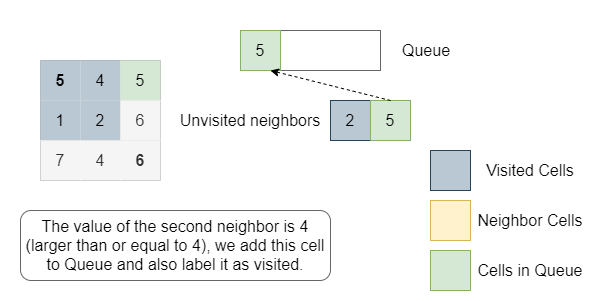 5 Queue
5 4 5
1 2 6
Unvisited neighbors 2 5
7 4 6
Visited Cells
Neighbor Cells
Cells in Queue
The value of the second neighbor is 4
(larger than or equal to 4), we add this cell
to Queue and also label it as visited.